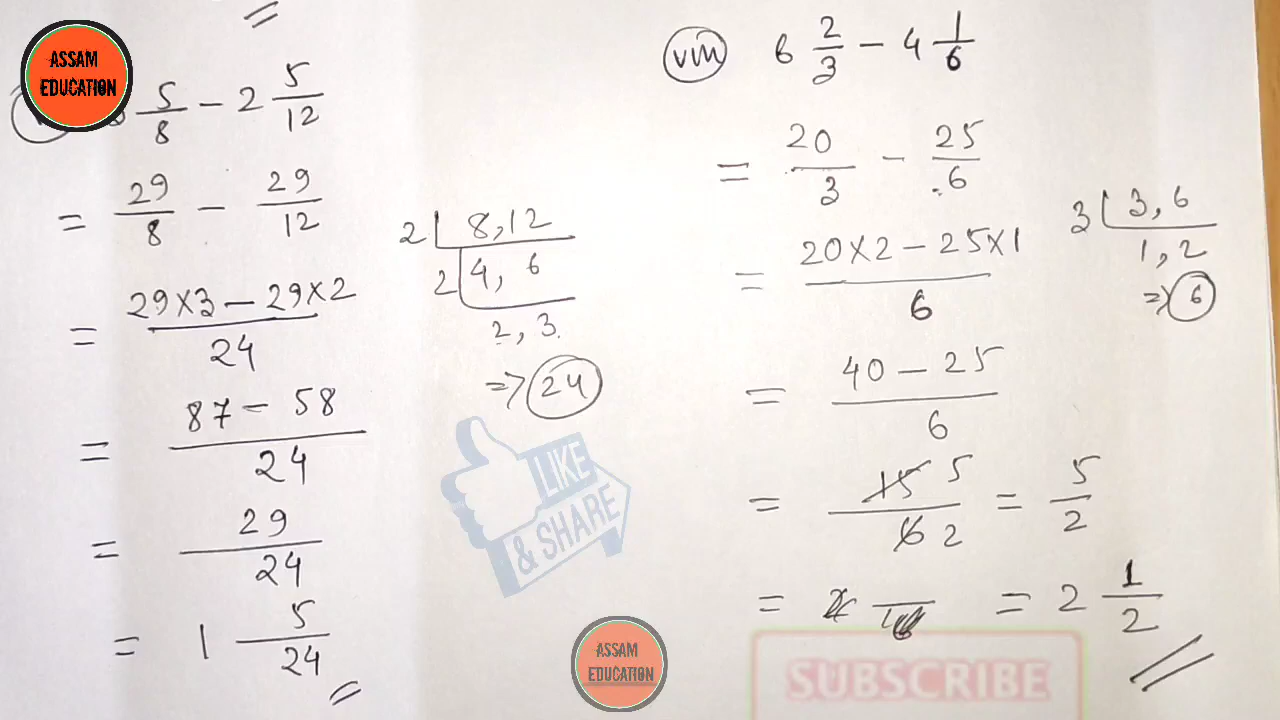 ASSAM
EDUCATION
5/8 - 2 5/12
= 29/8 - 29/12
2 | 8, 12
2 | 4, 6
2, 3
=> 24
= (29×3 - 29×2)/24
= (87 - 58)/24
= 29/24
= 1 5/24
(viii) 6 2/3 - 4 1/6
= 20/3 - 25/6
3 | 3, 6
1, 2
=> 6
= (20×2 - 25×1)/6
= (40 - 25)/6
= 15/6 5/2 = 5/2
= = 2 1/2
LIKE
& SHARE
ASSAM
EDUCATION
SUBSCRIBE